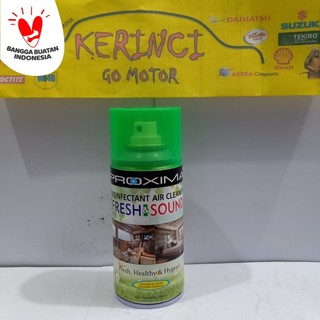 BANGGA BUATAN
INDONESIA
KERINCI
GO MOTOR
DAIHATSU
SUZUKI
ASTRA Otoparts
TEKIRO
SHELL
PROXIMA
DISINFECTANT AIR CLEANER
FRESH SOUND
Fresh, Healthy & Hygienic